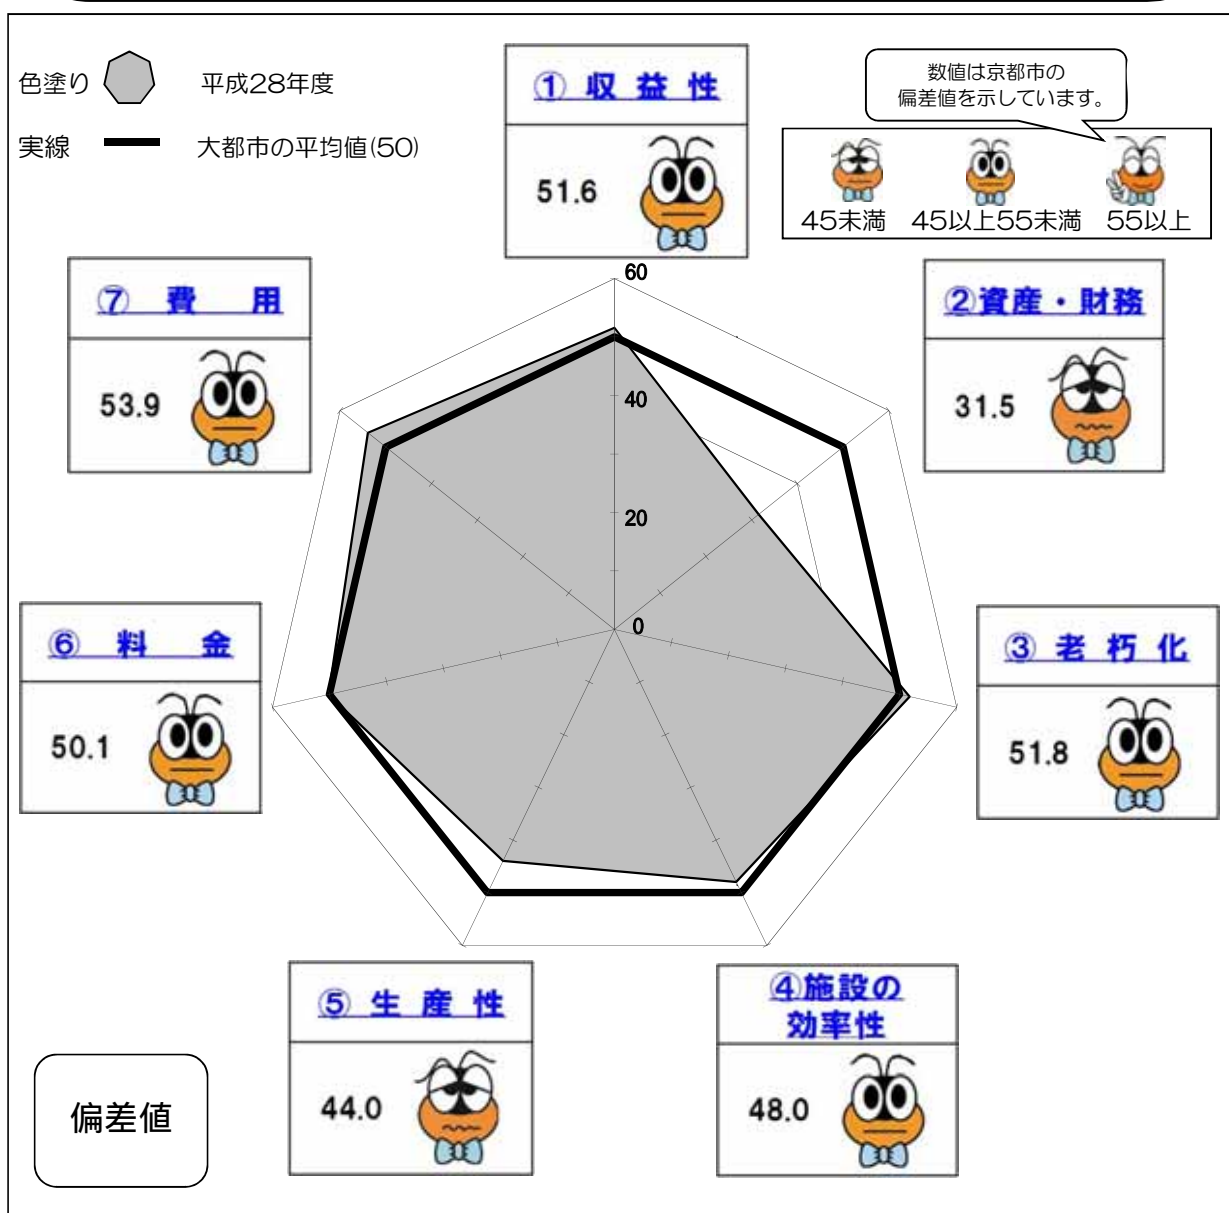 色塗り 平成28年度
実線 大都市の平均値(50)
① 収 益 性
51.6
数値は京都市の
偏差値を示しています。
45未満 45以上55未満 55以上
⑦ 費 用
53.9
②資産・財務
31.5
60
40
20
0
⑥ 料 金
50.1
③ 老 朽 化
51.8
⑤ 生 産 性
44.0
④施設の
効率性
48.0
偏差値